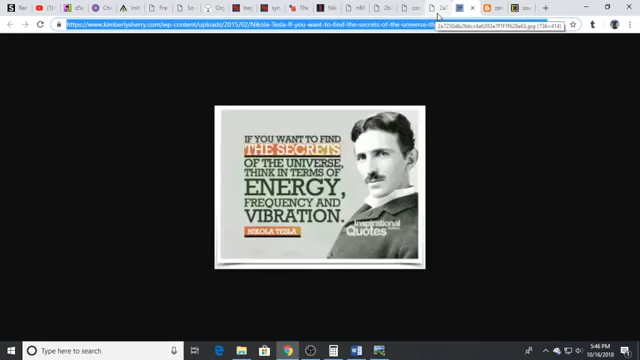 https://www.kimberlysherry.com/wp-content/uploads/2015/02/Nikola-Tesla-If-you-want-to-find-the-secrets-of-the-universe-th
IF YOU WANT TO FIND
THE SECRETS
OF THE UNIVERSE,
THINK IN TERMS OF
ENERGY,
FREQUENCY AND
VIBRATION.
NIKOLA TESLA
Inspirational
Quotes
Type here to search
5:46 PM
10/16/2018